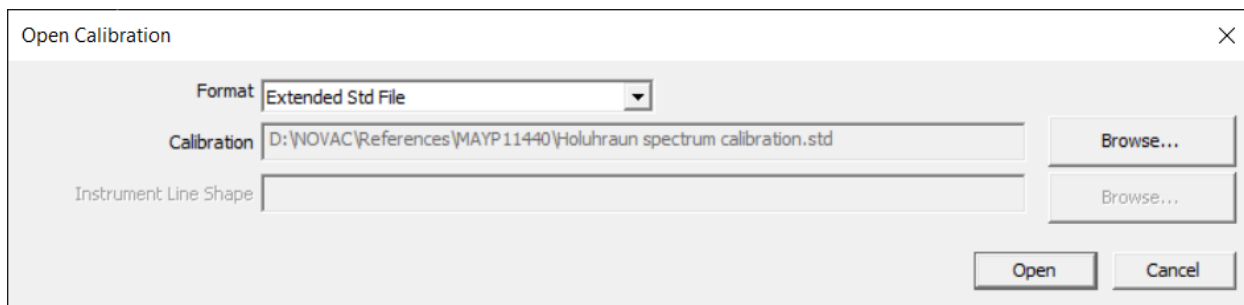 Open Calibration
Format Extended Std File
Calibration D:\NOVAC\References\MAYP11440\Holuhraun spectrum calibration.std Browse...
Instrument Line Shape Browse...
Open Cancel